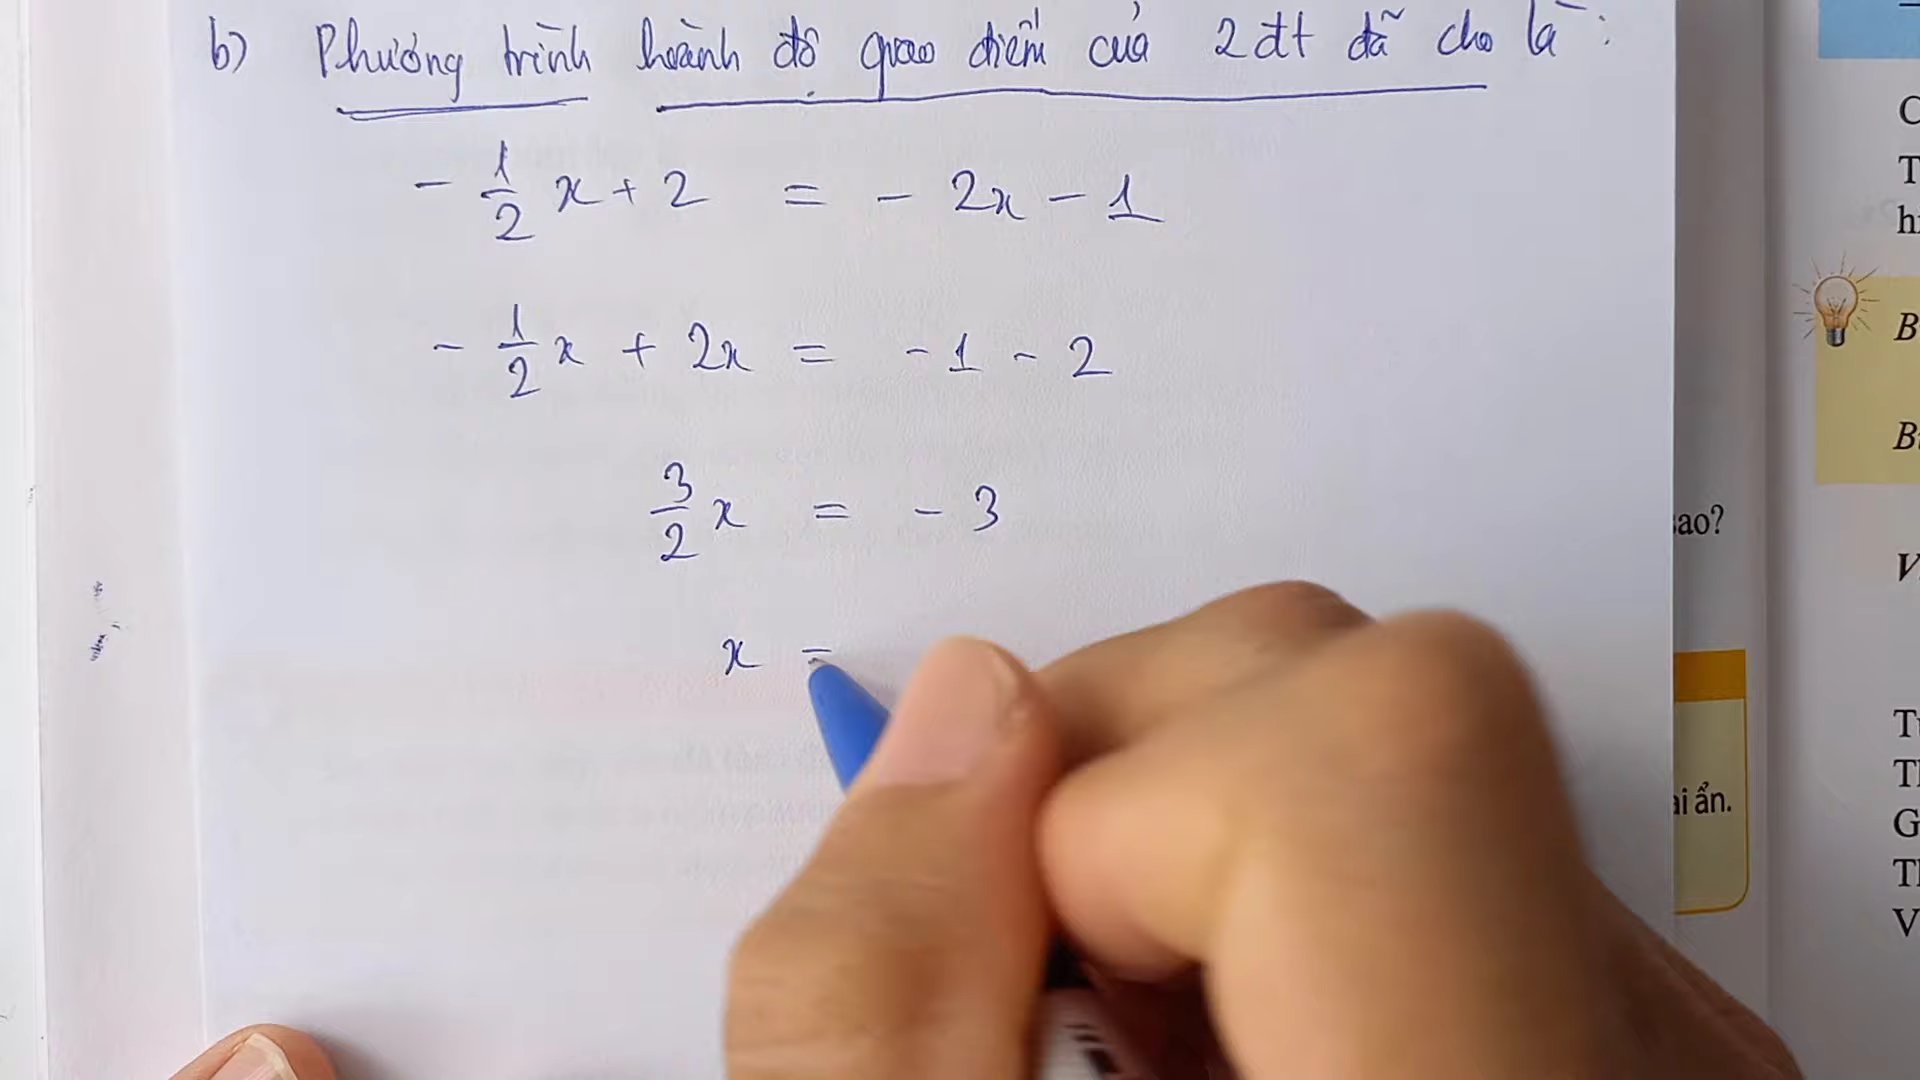 b) Phương trình hoành độ giao điểm của 2 đt đã cho là:
- 1/2 x + 2 = - 2x - 1
- 1/2 x + 2x = - 1 - 2
3/2 x = - 3
x =
sao?
ai ẩn.